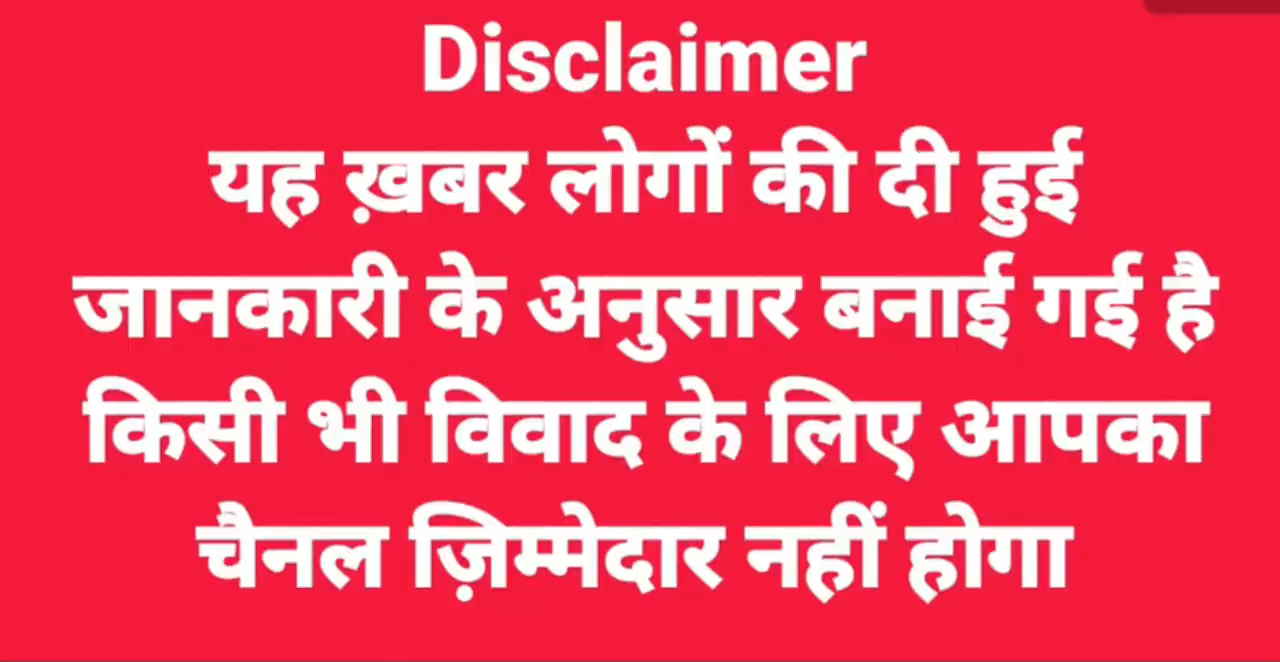 Disclaimer
यह ख़बर लोगों की दी हुई
जानकारी के अनुसार बनाई गई है
किसी भी विवाद के लिए आपका
चैनल ज़िम्मेदार नहीं होगा